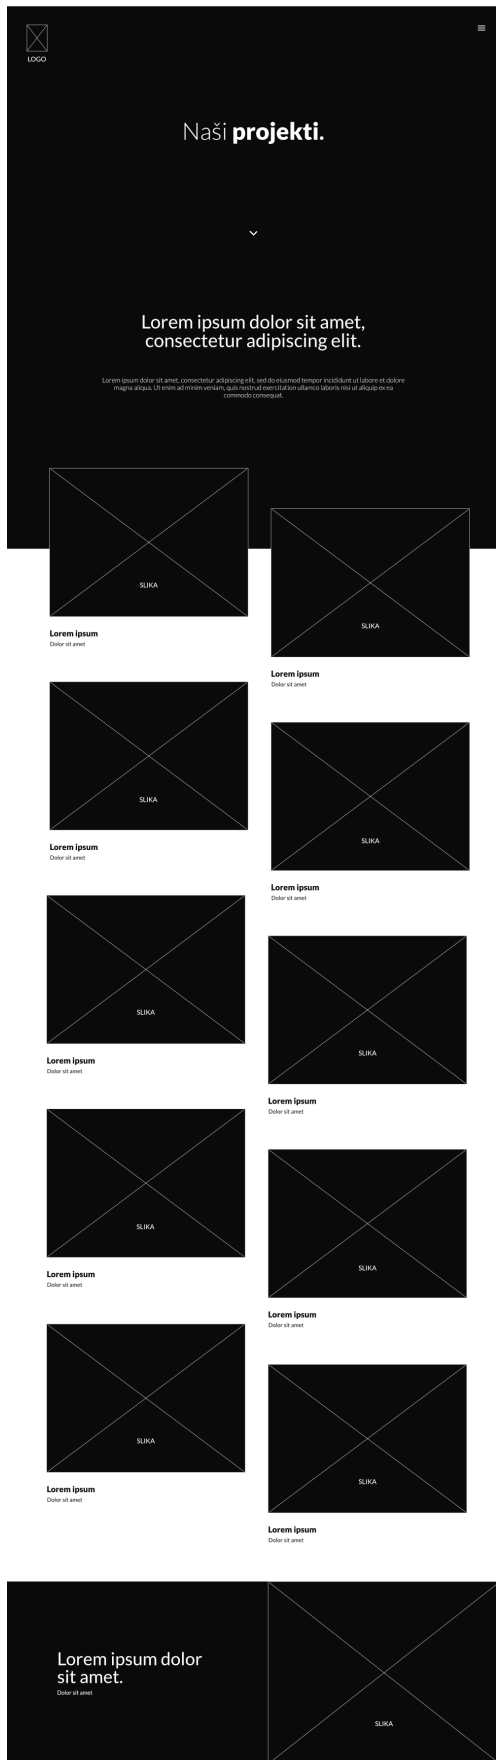 LOGO
Naši projekti.
Lorem ipsum dolor sit amet,
consectetur adipiscing elit.
Lorem ipsum dolor sit amet, consectetur adipiscing elit, sed do eiusmod tempor incididunt ut labore et dolore
magna aliqua. Ut enim ad minim veniam, quis nostrud exercitation ullamco laboris nisi ut aliquip ex ea
commodo consequat.
SLIKA
Lorem ipsum
Dolor sit amet
SLIKA
Lorem ipsum
Dolor sit amet
SLIKA
Lorem ipsum
Dolor sit amet
SLIKA
Lorem ipsum
Dolor sit amet
SLIKA
Lorem ipsum
Dolor sit amet
SLIKA
Lorem ipsum
Dolor sit amet
SLIKA
Lorem ipsum
Dolor sit amet
SLIKA
Lorem ipsum
Dolor sit amet
SLIKA
Lorem ipsum
Dolor sit amet
SLIKA
Lorem ipsum
Dolor sit amet
Lorem ipsum dolor
sit amet.
Dolor sit amet
SLIKA